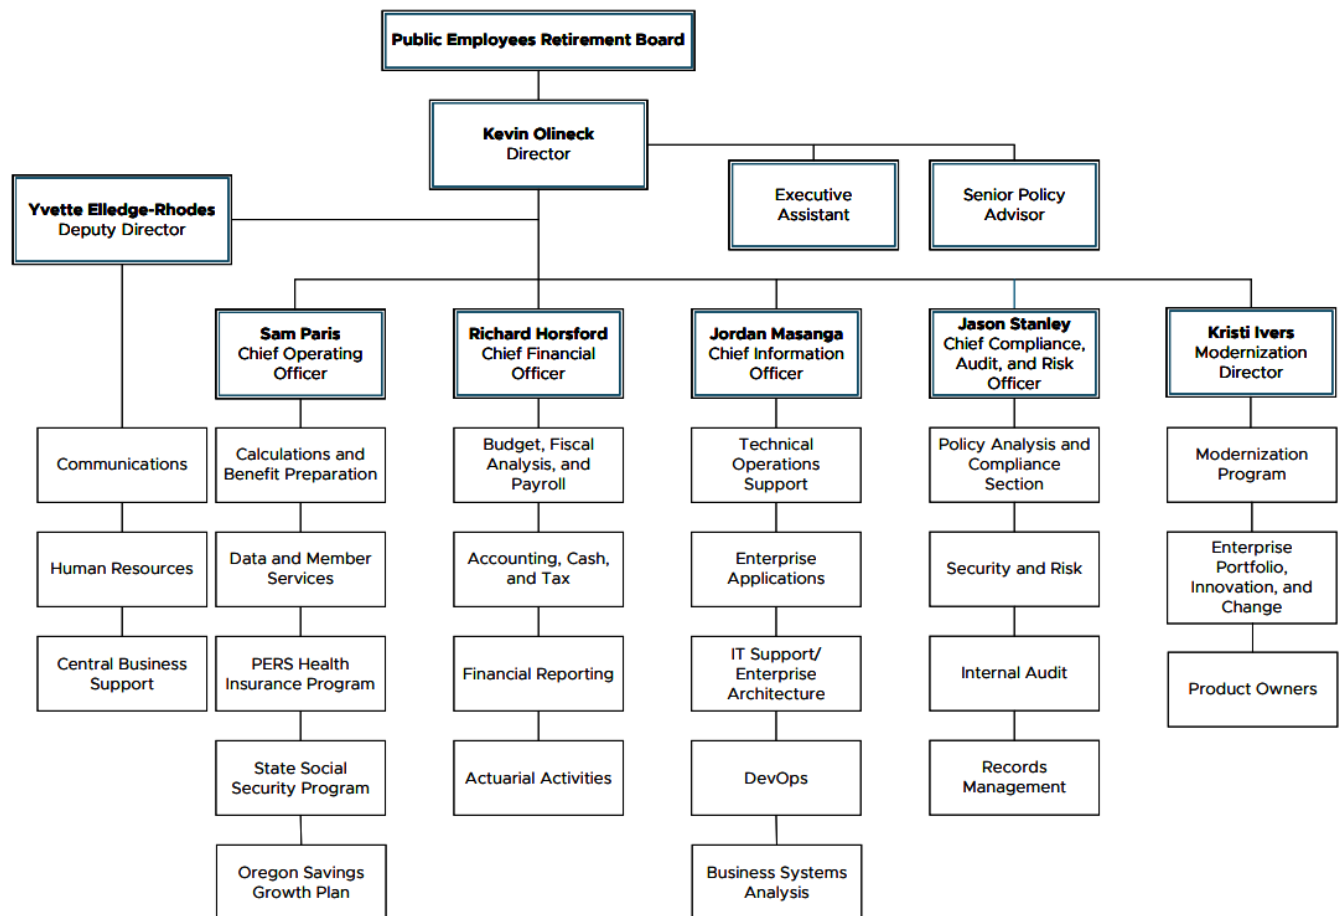 Public Employees Retirement Board
Kevin Olineck
Director
Executive
Assistant
Senior Policy
Advisor
Yvette Elledge-Rhodes
Deputy Director
Sam Paris
Chief Operating
Officer
Richard Horsford
Chief Financial
Officer
Jordan Masanga
Chief Information
Officer
Jason Stanley
Chief Compliance,
Audit, and Risk
Officer
Kristi Ivers
Modernization
Director
Communications
Calculations and
Benefit Preparation
Budget, Fiscal
Analysis, and
Payroll
Technical
Operations
Support
Policy Analysis and
Compliance
Section
Modernization
Program
Human Resources
Data and Member
Services
Accounting, Cash,
and Tax
Enterprise
Applications
Security and Risk
Enterprise
Portfolio,
Innovation, and
Change
Central Business
Support
PERS Health
Insurance Program
Financial Reporting
IT Support/
Enterprise
Architecture
Internal Audit
Product Owners
State Social
Security Program
Actuarial Activities
DevOps
Records
Management
Oregon Savings
Growth Plan
Business Systems
Analysis